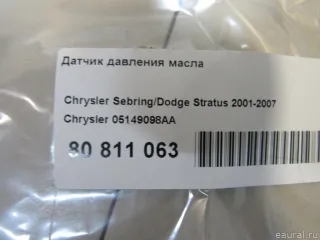 Датчик давления масла
Chrysler Sebring/Dodge Stratus 2001-2007
Chrysler 05149098AA
80 811 063
eaural.ru